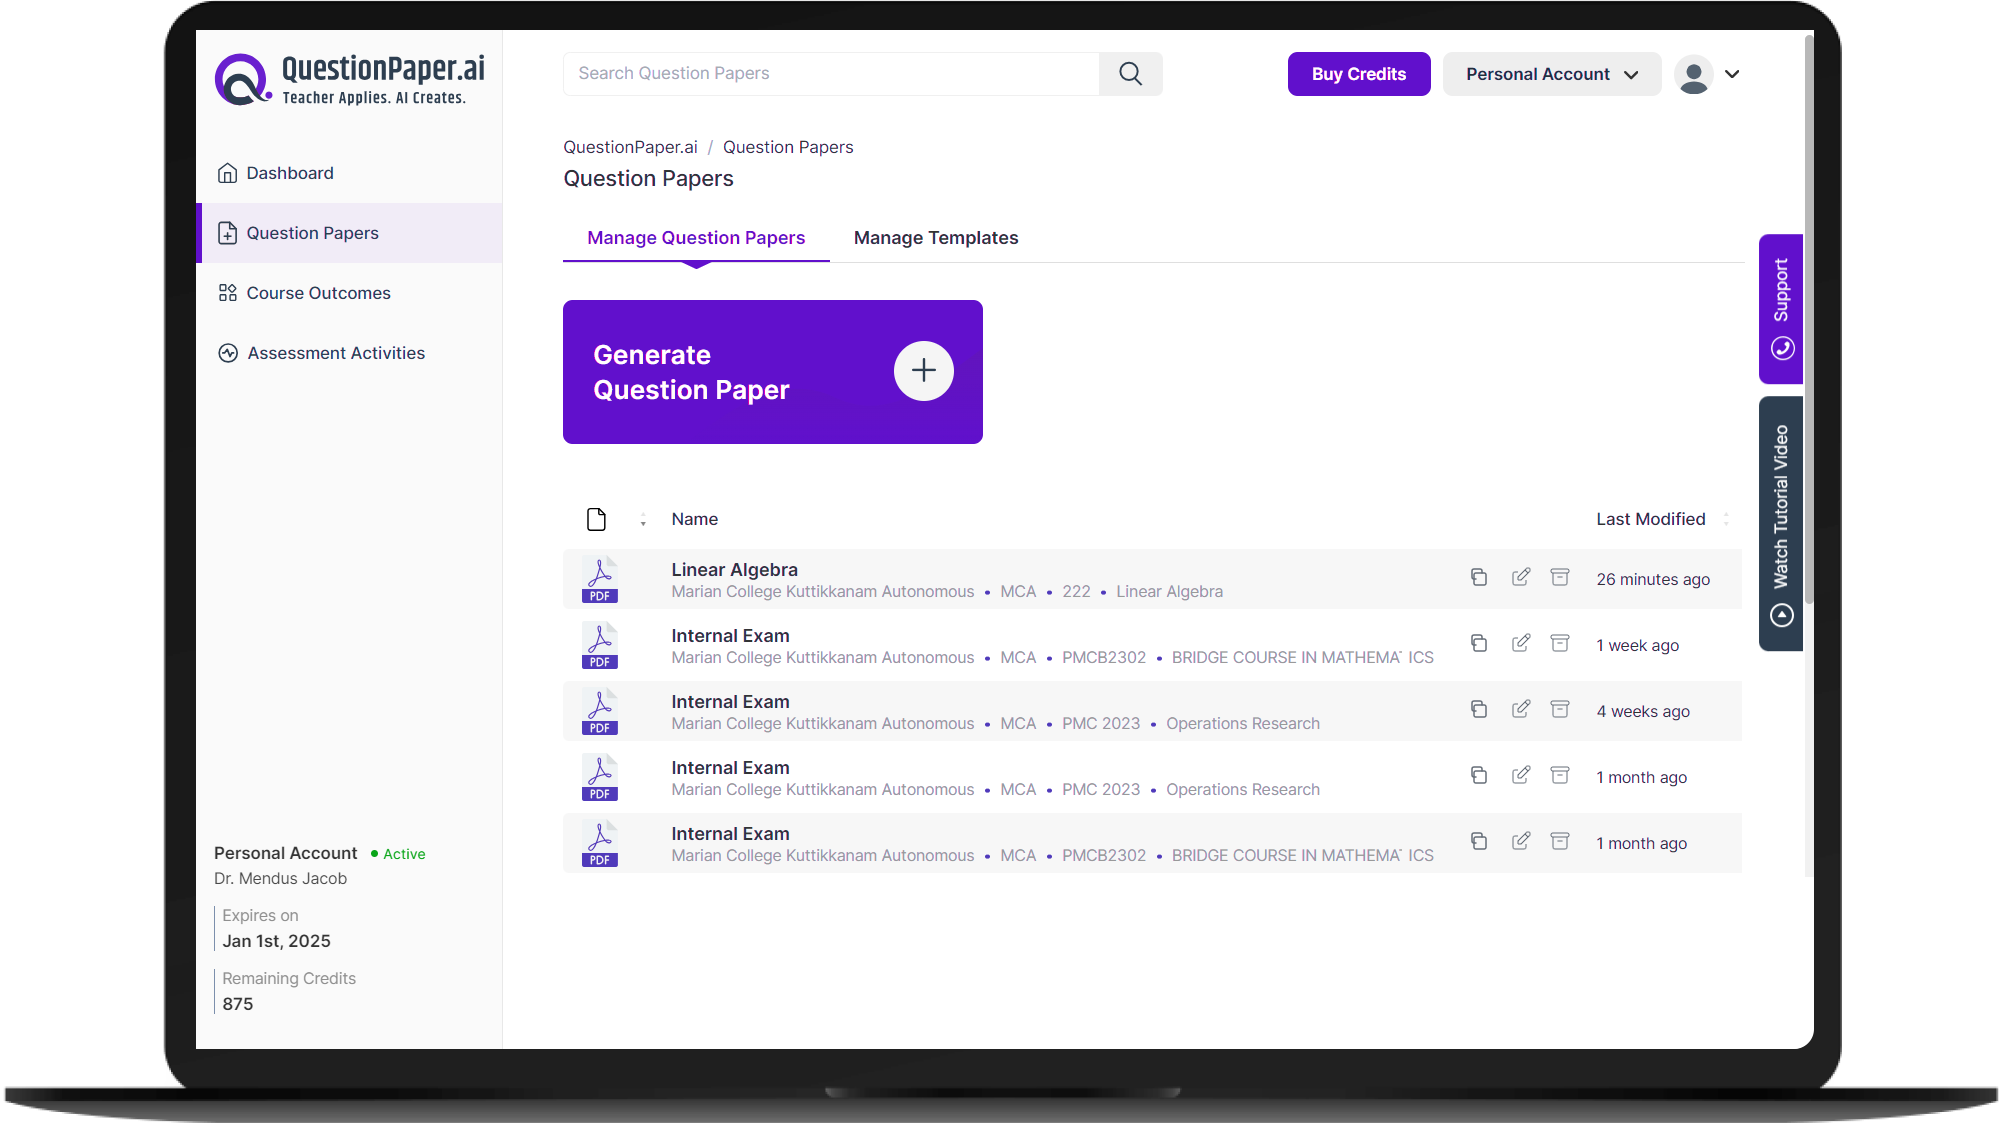 QuestionPaper.ai
Teacher Applies. AI Creates.
Search Question Papers
Buy Credits
Personal Account
Dashboard
Question Papers
Course Outcomes
Assessment Activities
QuestionPaper.ai / Question Papers
Question Papers
Manage Question Papers
Manage Templates
Generate
Question Paper
Support
Watch Tutorial Video
Name
Last Modified
PDF
Linear Algebra
Marian College Kuttikkanam Autonomous • MCA • 222 • Linear Algebra
26 minutes ago
PDF
Internal Exam
Marian College Kuttikkanam Autonomous • MCA • PMCB2302 • BRIDGE COURSE IN MATHEMATICS
1 week ago
PDF
Internal Exam
Marian College Kuttikkanam Autonomous • MCA • PMC 2023 • Operations Research
4 weeks ago
PDF
Internal Exam
Marian College Kuttikkanam Autonomous • MCA • PMC 2023 • Operations Research
1 month ago
PDF
Internal Exam
Marian College Kuttikkanam Autonomous • MCA • PMCB2302 • BRIDGE COURSE IN MATHEMATICS
1 month ago
Personal Account • Active
Dr. Mendus Jacob
Expires on
Jan 1st, 2025
Remaining Credits
875